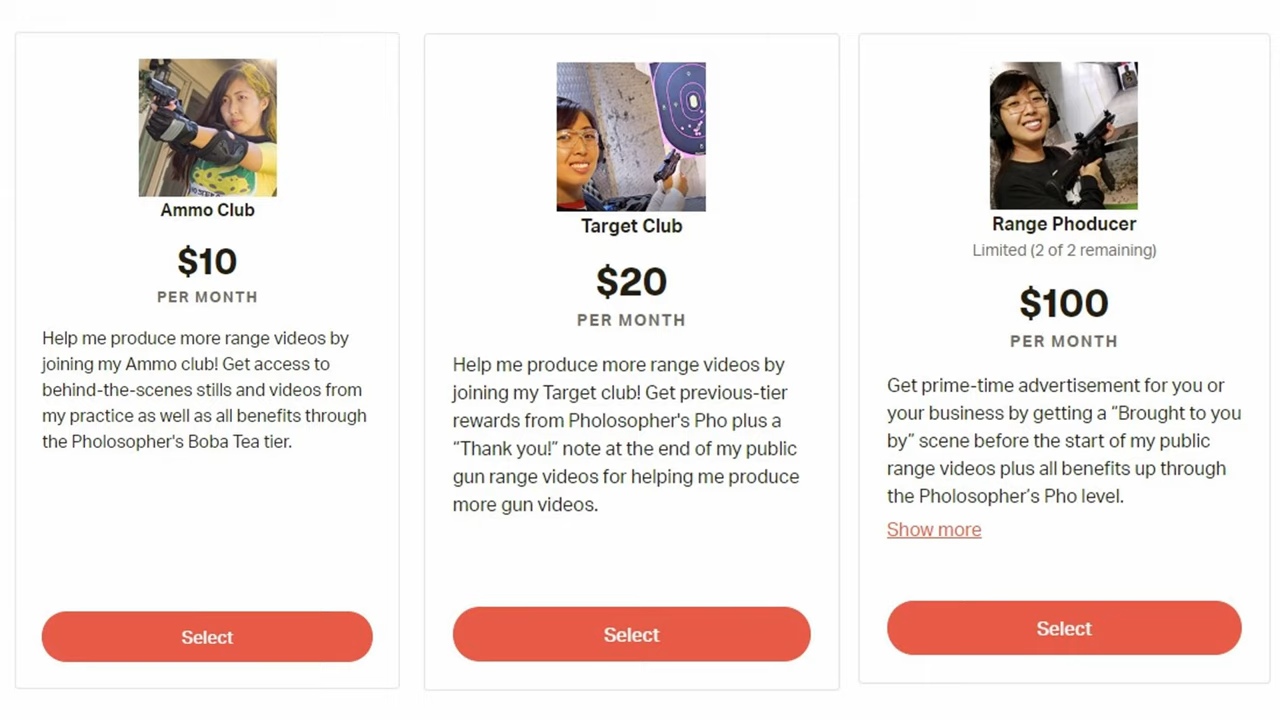 Ammo Club
$10
PER MONTH
Help me produce more range videos by
joining my Ammo club! Get access to
behind-the-scenes stills and videos from
my practice as well as all benefits through
the Pholosopher's Boba Tea tier.
Select
Target Club
$20
PER MONTH
Help me produce more range videos by
joining my Target club! Get previous-tier
rewards from Pholosopher's Pho plus a
“Thank you!” note at the end of my public
gun range videos for helping me produce
more gun videos.
Select
Range Phoducer
Limited (2 of 2 remaining)
$100
PER MONTH
Get prime-time advertisement for you or
your business by getting a “Brought to you
by” scene before the start of my public
range videos plus all benefits up through
the Pholosopher’s Pho level.
Show more
Select